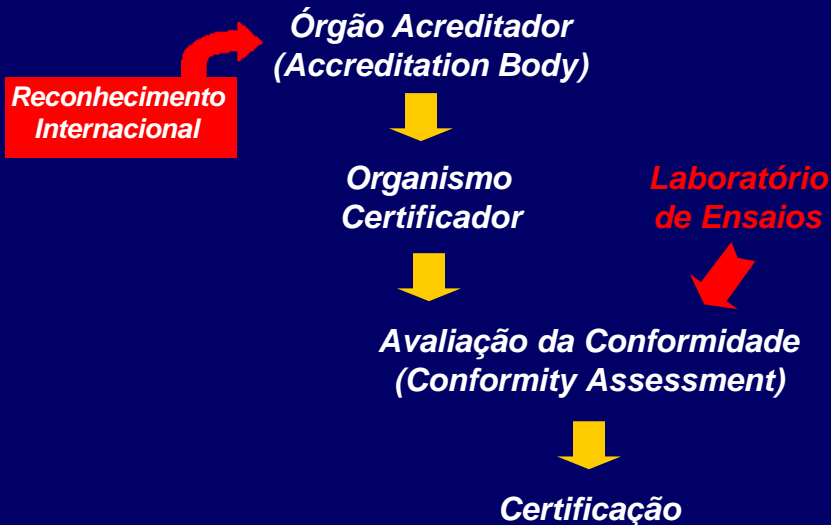 Órgão Acreditador
(Accreditation Body)
Reconhecimento
Internacional
Organismo
Certificador
Laboratório
de Ensaios
Avaliação da Conformidade
(Conformity Assessment)
Certificação